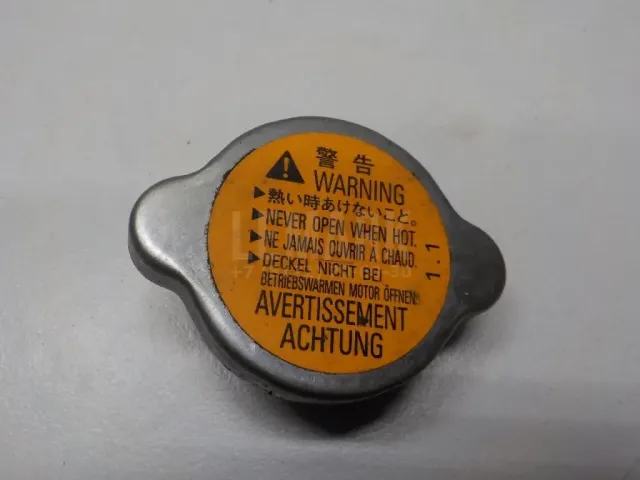 警告
WARNING
▶熱い時あけないこと。
▶NEVER OPEN WHEN HOT.
▶NE JAMAIS OUVRIR À CHAUD.
▶DECKEL NICHT BEI
BETRIEBSWARMEN MOTOR ÖFFNEN.
AVERTISSEMENT
ACHTUNG
1.1